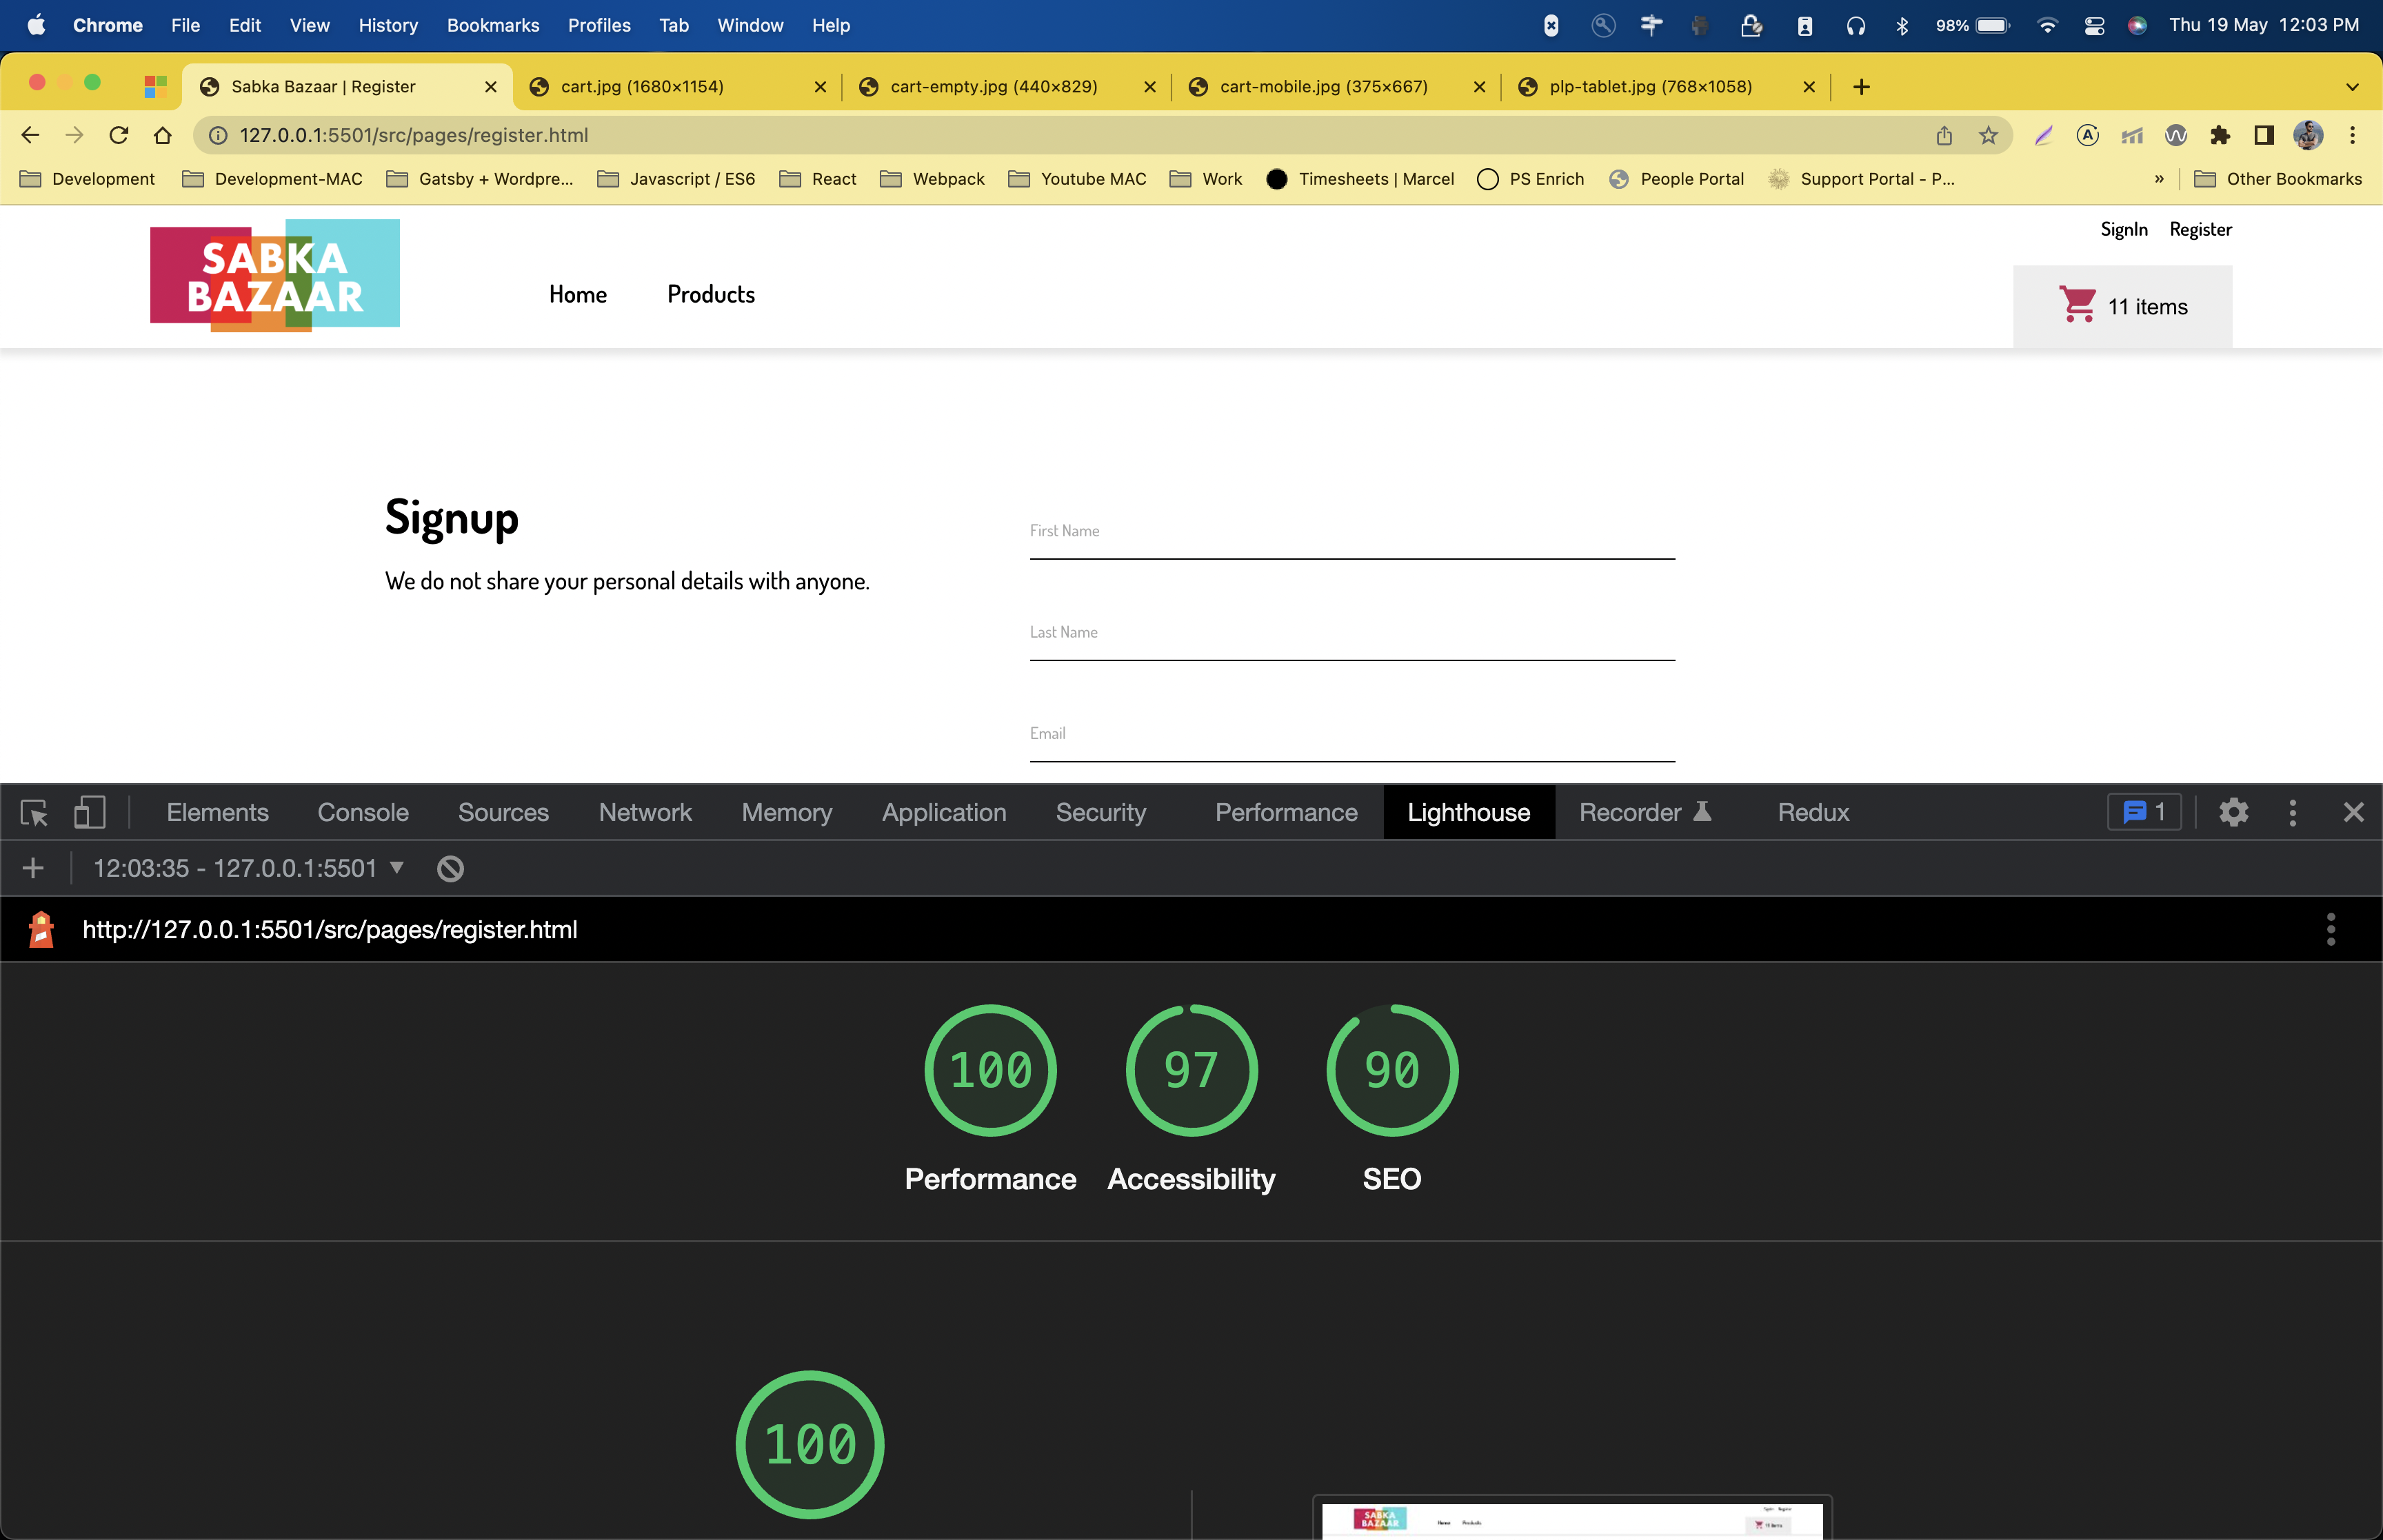 Chrome File Edit View History Bookmarks Profiles Tab Window Help 98% Thu 19 May 12:03 PM
Sabka Bazaar | Register cart.jpg (1680×1154) cart-empty.jpg (440×829) cart-mobile.jpg (375×667) plp-tablet.jpg (768×1058)
127.0.0.1:5501/src/pages/register.html
Development Development-MAC Gatsby + Wordpre... Javascript / ES6 React Webpack Youtube MAC Work Timesheets | Marcel PS Enrich People Portal Support Portal - P... » Other Bookmarks
SignIn Register
SABKA
BAZAAR
Home Products
11 items
Signup
We do not share your personal details with anyone.
First Name
Last Name
Email
Elements Console Sources Network Memory Application Security Performance Lighthouse Recorder Redux 1
12:03:35 - 127.0.0.1:5501
http://127.0.0.1:5501/src/pages/register.html
100 97 90
Performance Accessibility SEO
100
SABKA
BAZAAR
Home Products
11 items